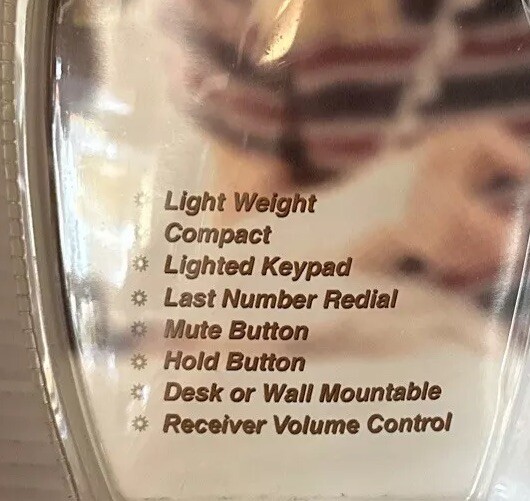 Light Weight
Compact
Lighted Keypad
Last Number Redial
Mute Button
Hold Button
Desk or Wall Mountable
Receiver Volume Control